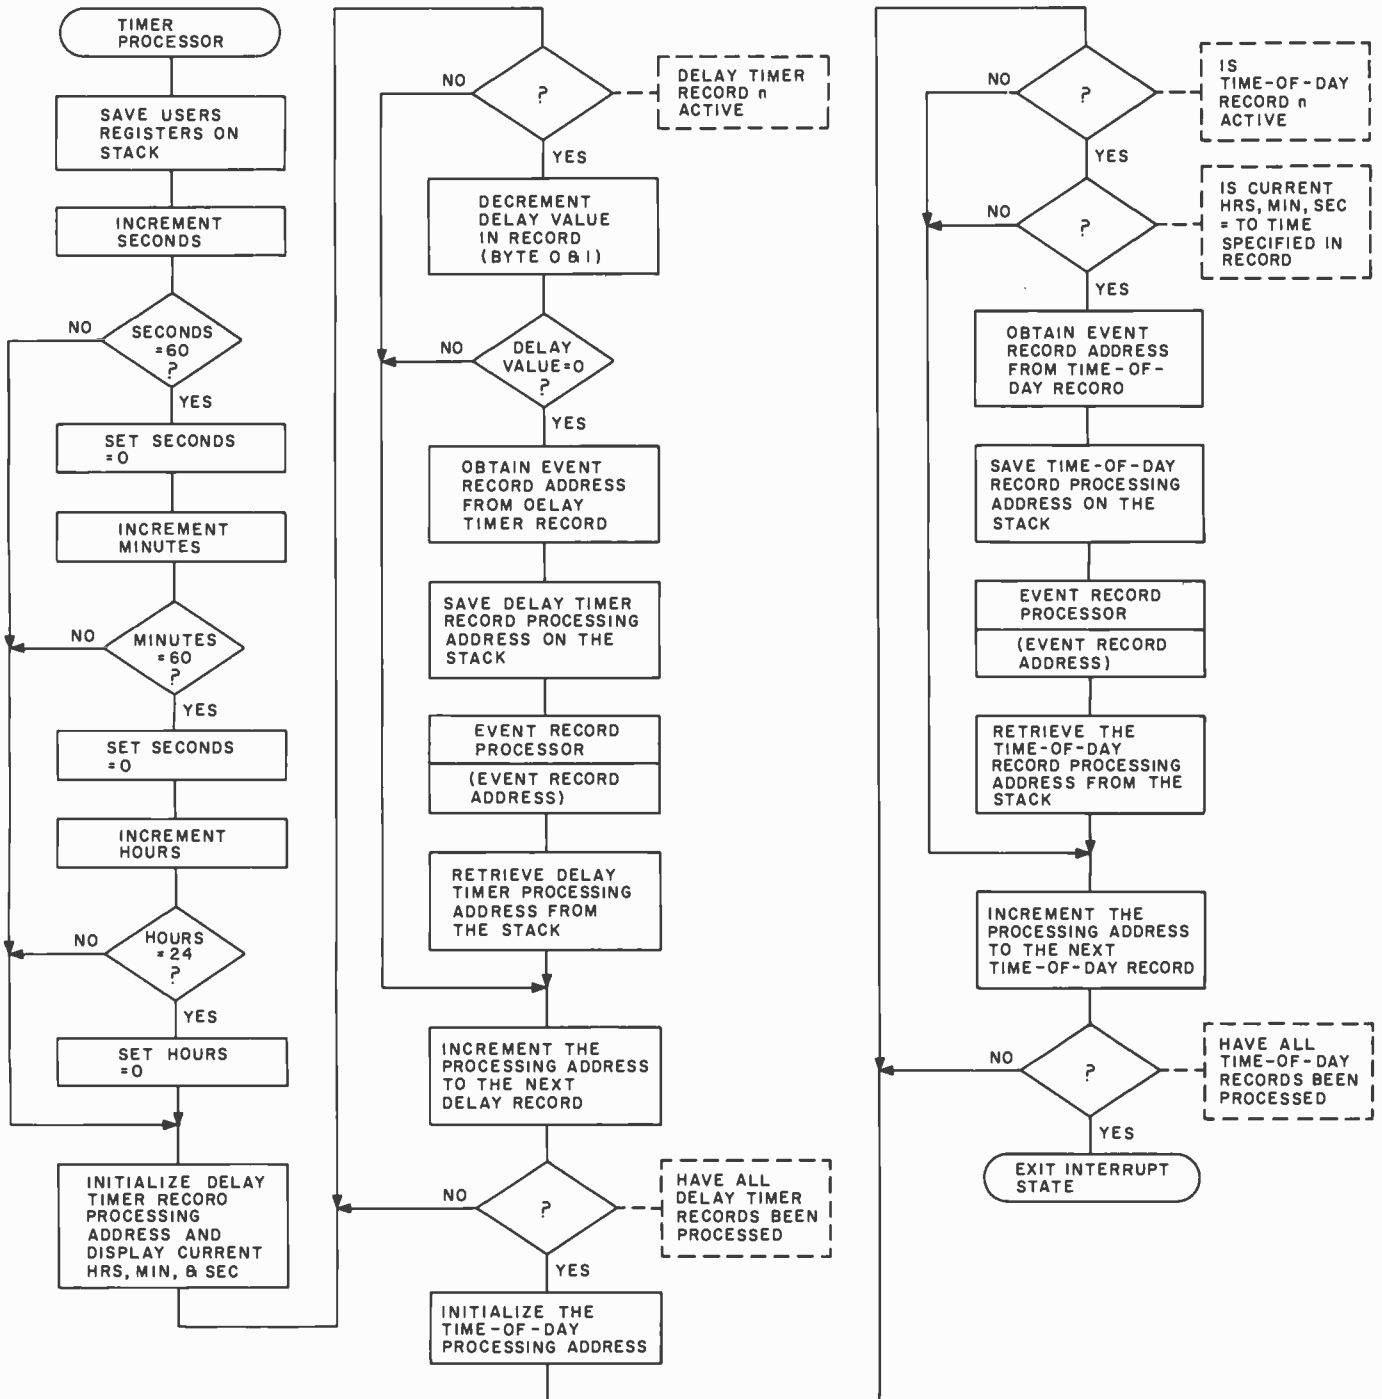 TIMER
PROCESSOR
SAVE USERS
REGISTERS ON
STACK
INCREMENT
SECONDS
NO
SECONDS
=60
?
YES
SET SECONDS
=0
INCREMENT
MINUTES
NO
MINUTES
=60
?
YES
SET SECONDS
=0
INCREMENT
HOURS
NO
HOURS
=24
?
YES
SET HOURS
=0
INITIALIZE DELAY
TIMER RECORD
PROCESSING
ADDRESS AND
DISPLAY CURRENT
HRS, MIN, & SEC
NO
?
DELAY TIMER
RECORD n
ACTIVE
YES
DECREMENT
DELAY VALUE
IN RECORD
(BYTE 0 & 1)
NO
DELAY
VALUE=0
?
YES
OBTAIN EVENT
RECORD ADDRESS
FROM DELAY
TIMER RECORD
SAVE DELAY TIMER
RECORD PROCESSING
ADDRESS ON THE
STACK
EVENT RECORD
PROCESSOR
(EVENT RECORD
ADDRESS)
RETRIEVE DELAY
TIMER PROCESSING
ADDRESS FROM
THE STACK
INCREMENT THE
PROCESSING ADDRESS
TO THE NEXT
DELAY RECORD
NO
?
HAVE ALL
DELAY TIMER
RECORDS BEEN
PROCESSED
YES
INITIALIZE THE
TIME-OF-DAY
PROCESSING ADDRESS
NO
?
IS
TIME-OF-DAY
RECORD n
ACTIVE
YES
NO
?
IS CURRENT
HRS, MIN, SEC
= TO TIME
SPECIFIED IN
RECORD
YES
OBTAIN EVENT
RECORD ADDRESS
FROM TIME-OF-
DAY RECORD
SAVE TIME-OF-DAY
RECORD PROCESSING
ADDRESS ON THE
STACK
EVENT RECORD
PROCESSOR
(EVENT RECORD
ADDRESS)
RETRIEVE THE
TIME-OF-DAY
RECORD PROCESSING
ADDRESS FROM THE
STACK
INCREMENT THE
PROCESSING ADDRESS
TO THE NEXT
TIME-OF-DAY RECORD
NO
?
HAVE ALL
TIME-OF-DAY
RECORDS BEEN
PROCESSED
YES
EXIT INTERRUPT
STATE